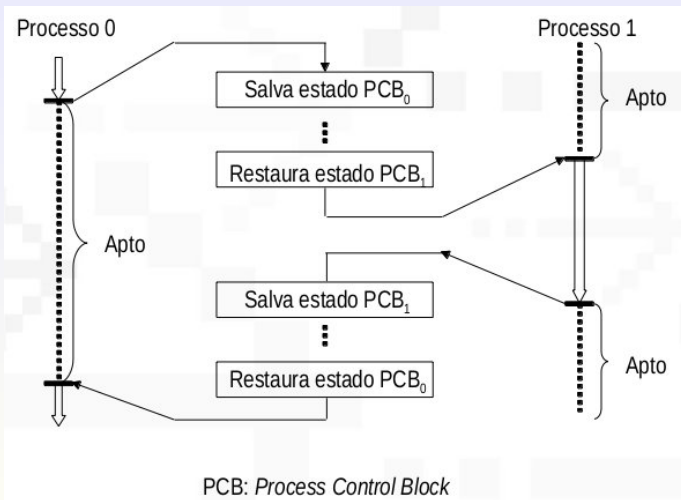 Processo 0
Processo 1
Salva estado PCB₀
Apto
Restaura estado PCB₁
Apto
Salva estado PCB₁
Restaura estado PCB₀
Apto
PCB: Process Control Block